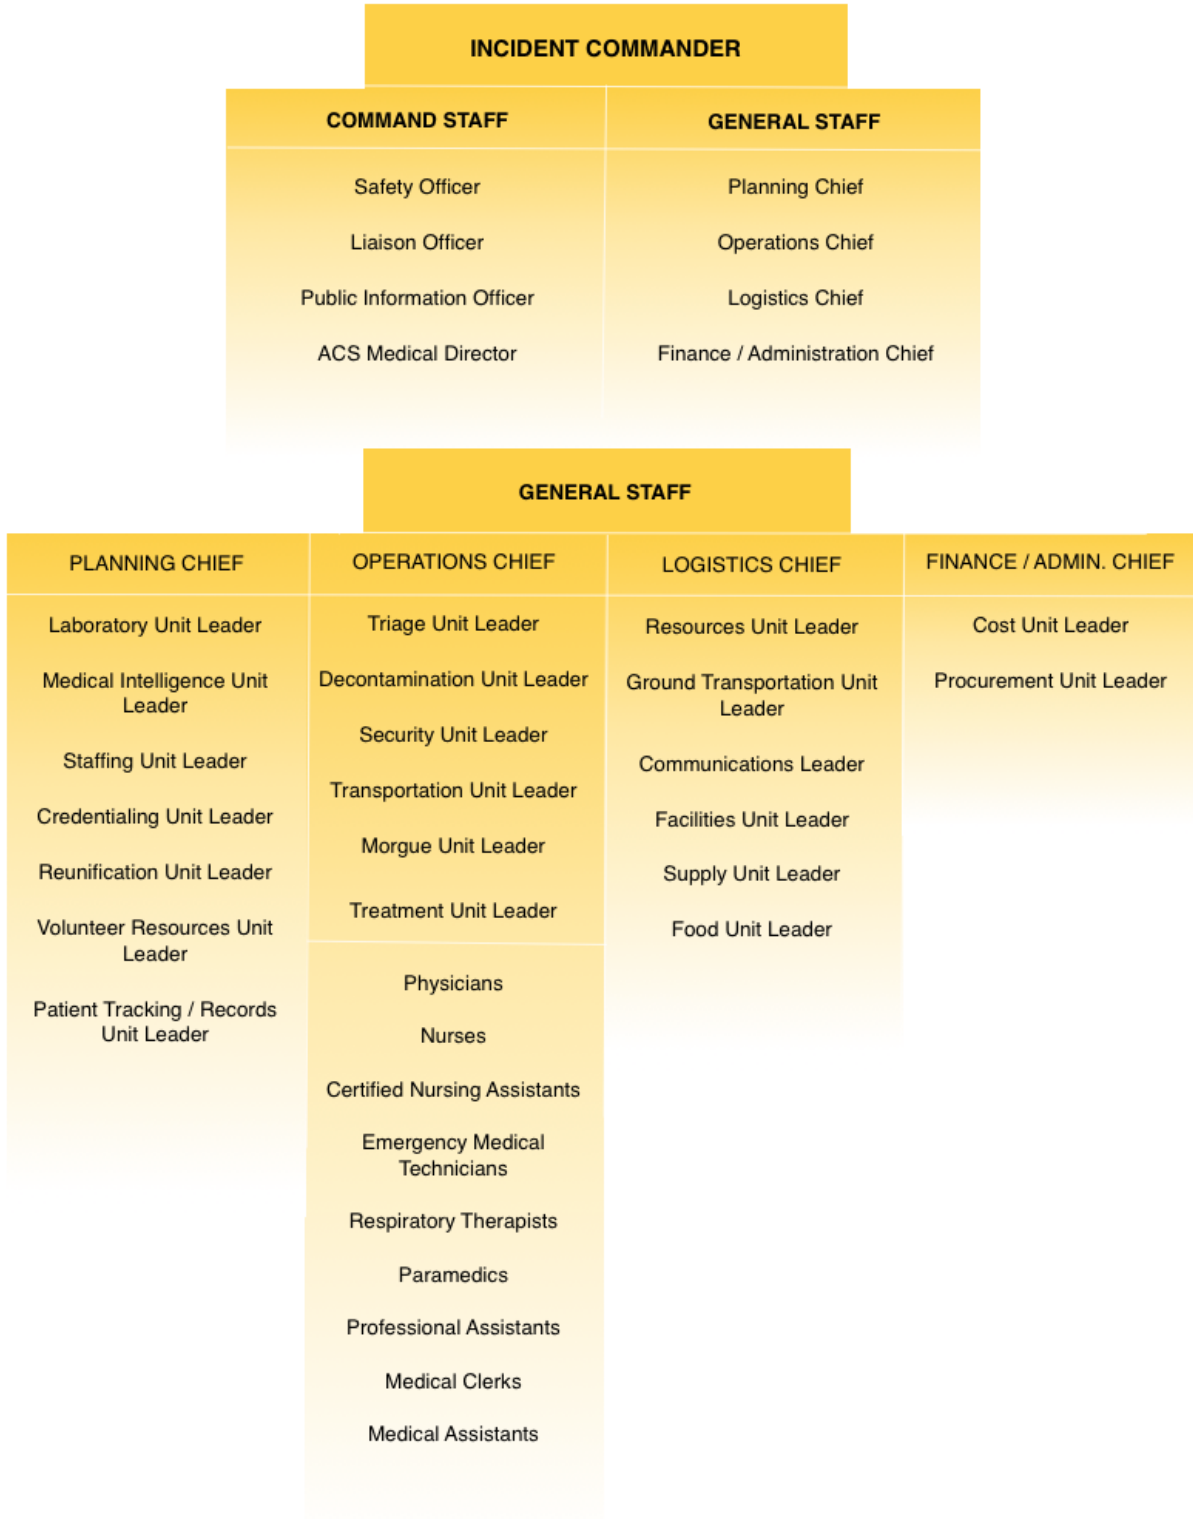 INCIDENT COMMANDER
COMMAND STAFF
Safety Officer
Liaison Officer
Public Information Officer
ACS Medical Director
GENERAL STAFF
Planning Chief
Operations Chief
Logistics Chief
Finance / Administration Chief
GENERAL STAFF
PLANNING CHIEF
Laboratory Unit Leader
Medical Intelligence Unit
Leader
Staffing Unit Leader
Credentialing Unit Leader
Reunification Unit Leader
Volunteer Resources Unit
Leader
Patient Tracking / Records
Unit Leader
OPERATIONS CHIEF
Triage Unit Leader
Decontamination Unit Leader
Security Unit Leader
Transportation Unit Leader
Morgue Unit Leader
Treatment Unit Leader
Physicians
Nurses
Certified Nursing Assistants
Emergency Medical
Technicians
Respiratory Therapists
Paramedics
Professional Assistants
Medical Clerks
Medical Assistants
LOGISTICS CHIEF
Resources Unit Leader
Ground Transportation Unit
Leader
Communications Leader
Facilities Unit Leader
Supply Unit Leader
Food Unit Leader
FINANCE / ADMIN. CHIEF
Cost Unit Leader
Procurement Unit Leader